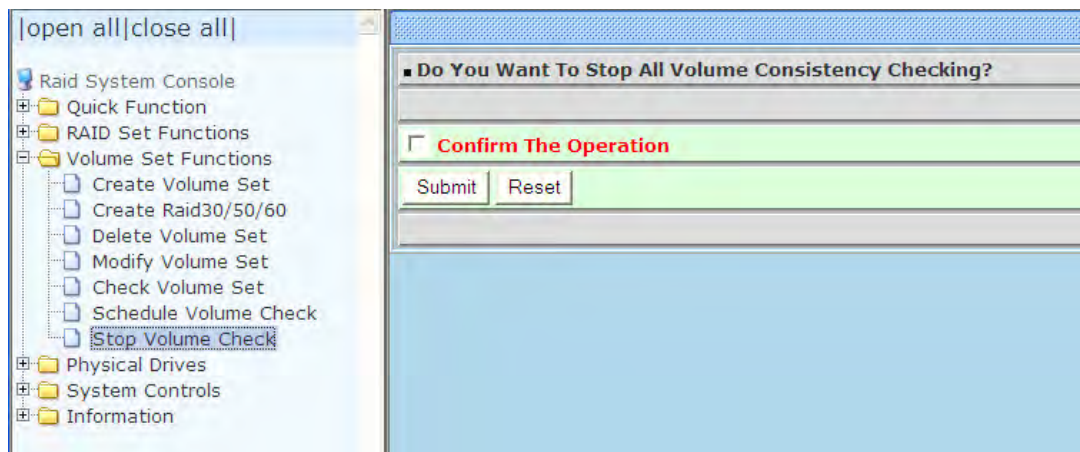 |open all|close all|
Raid System Console
Quick Function
RAID Set Functions
Volume Set Functions
Create Volume Set
Create Raid30/50/60
Delete Volume Set
Modify Volume Set
Check Volume Set
Schedule Volume Check
Stop Volume Check
Physical Drives
System Controls
Information
Do You Want To Stop All Volume Consistency Checking?
Confirm The Operation
Submit Reset